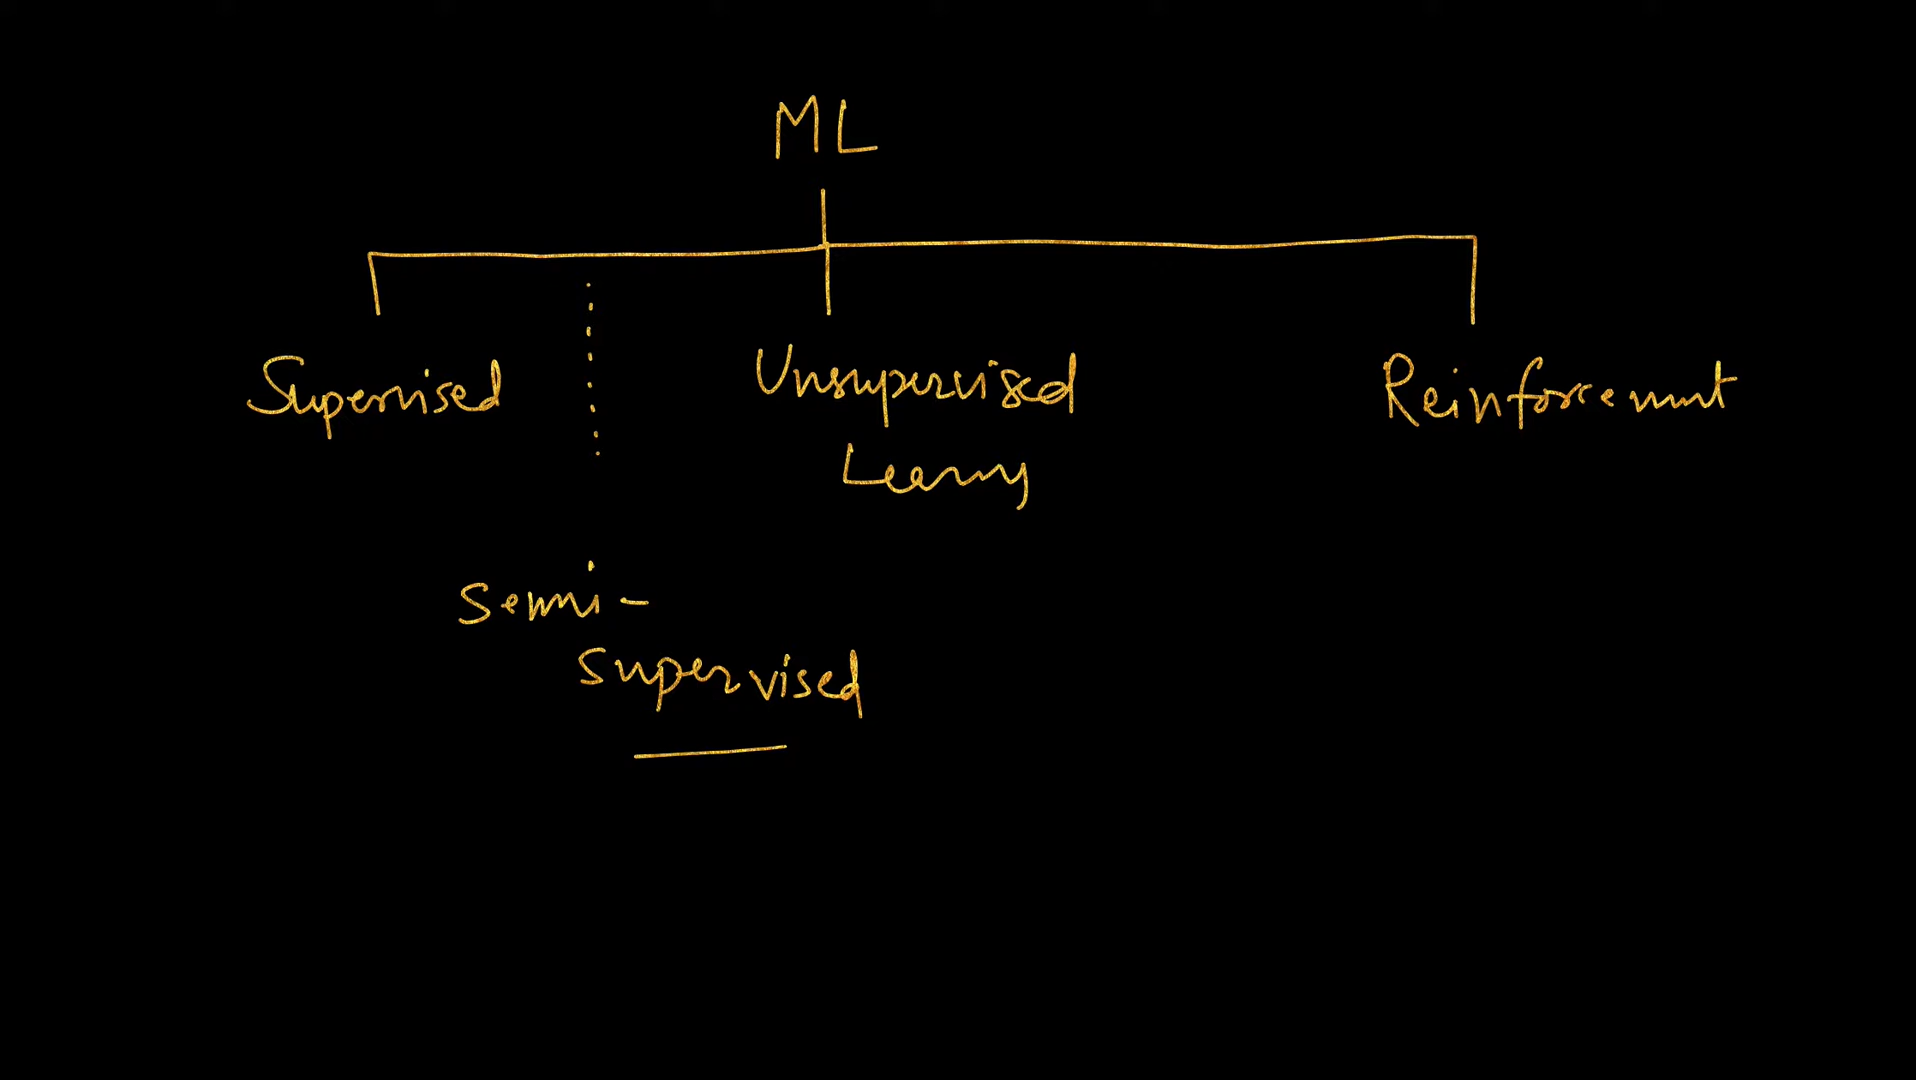 ML
Supervised
Unsupervised
Learning
Reinforcement
Semi-
Supervised